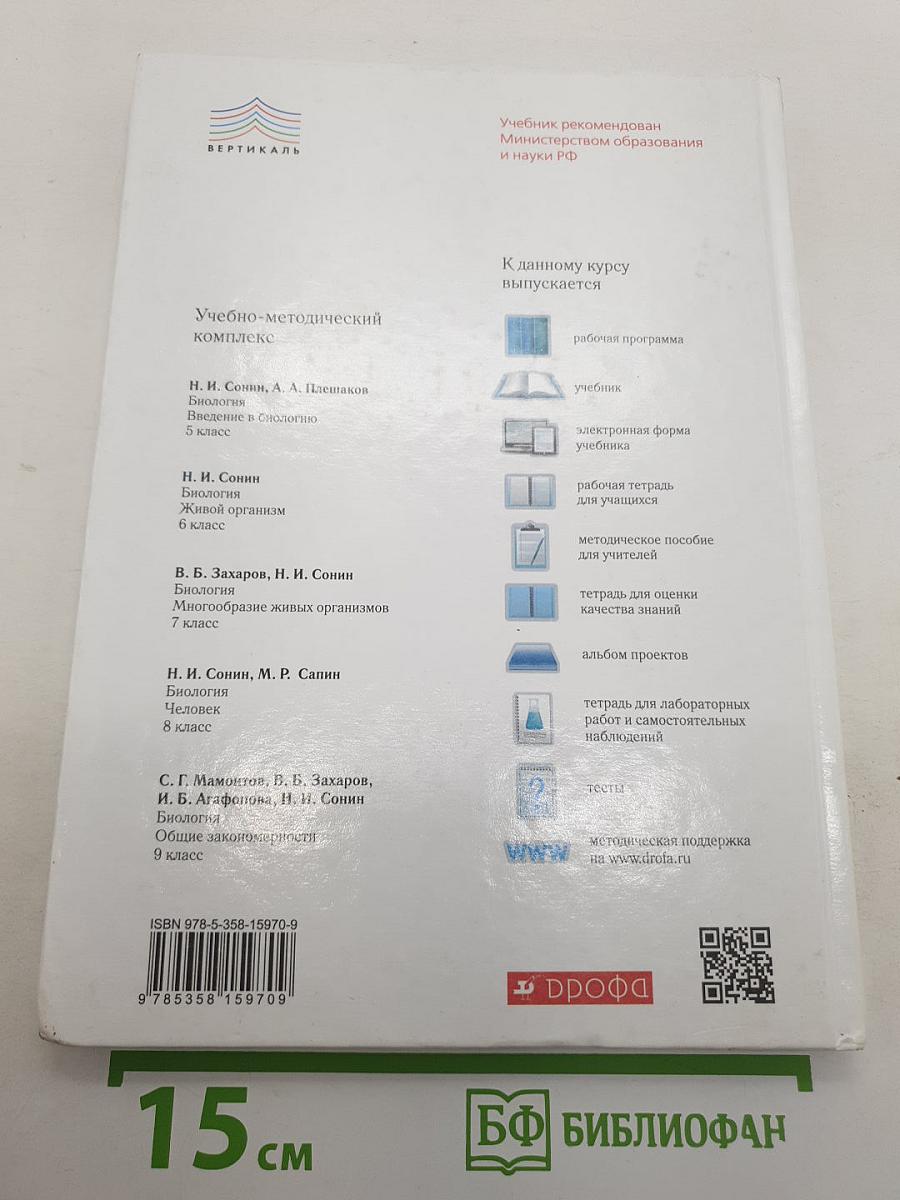 ВЕРТИКАЛЬ
Учебник рекомендован
Министерством образования
и науки РФ
Учебно-методический
комплекс
Н. И. Сонин, А. А. Плешаков
Биология
Введение в биологию
5 класс
Н. И. Сонин
Биология
Живой организм
6 класс
В. Б. Захаров, Н. И. Сонин
Биология
Многообразие живых организмов
7 класс
Н. И. Сонин, М. Р. Сапин
Биология
Человек
8 класс
С. Г. Мамонтов, В. Б. Захаров,
И. Б. Агафонова, Н. И. Сонин
Биология
Общие закономерности
9 класс
К данному курсу
выпускается
рабочая программа
учебник
электронная форма
учебника
рабочая тетрадь
для учащихся
методическое пособие
для учителей
тетрадь для оценки
качества знаний
альбом проектов
тетрадь для лабораторных
работ и самостоятельных
наблюдений
?
тесты
www
методическая поддержка
на www.drofa.ru
ISBN 978-5-358-15970-9
9 785358 159709
дрофа
15 см
БФ БИБЛИОФАН